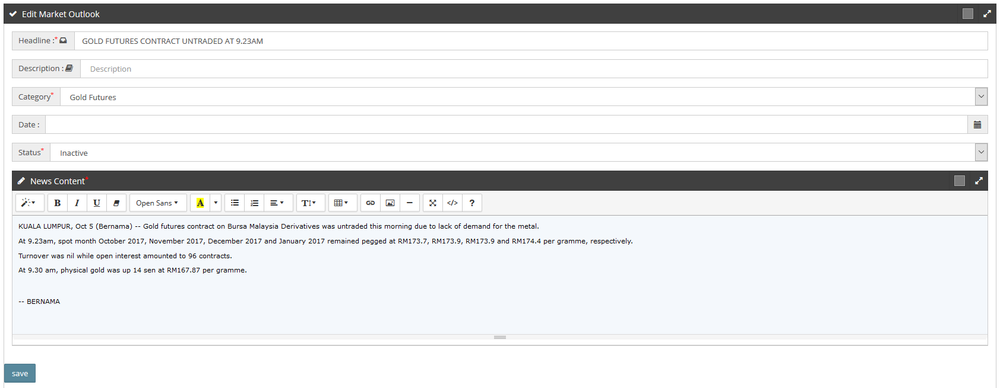 Edit Market Outlook
Headline :* GOLD FUTURES CONTRACT UNTRADED AT 9.23AM
Description : Description
Category* Gold Futures
Date :
Status* Inactive
News Content*
B I U Open Sans A T </> ?
KUALA LUMPUR, Oct 5 (Bernama) -- Gold futures contract on Bursa Malaysia Derivatives was untraded this morning due to lack of demand for the metal.
At 9.23am, spot month October 2017, November 2017, December 2017 and January 2017 remained pegged at RM173.7, RM173.9, RM173.9 and RM174.4 per gramme, respectively.
Turnover was nil while open interest amounted to 96 contracts.
At 9.30 am, physical gold was up 14 sen at RM167.87 per gramme.
-- BERNAMA
save